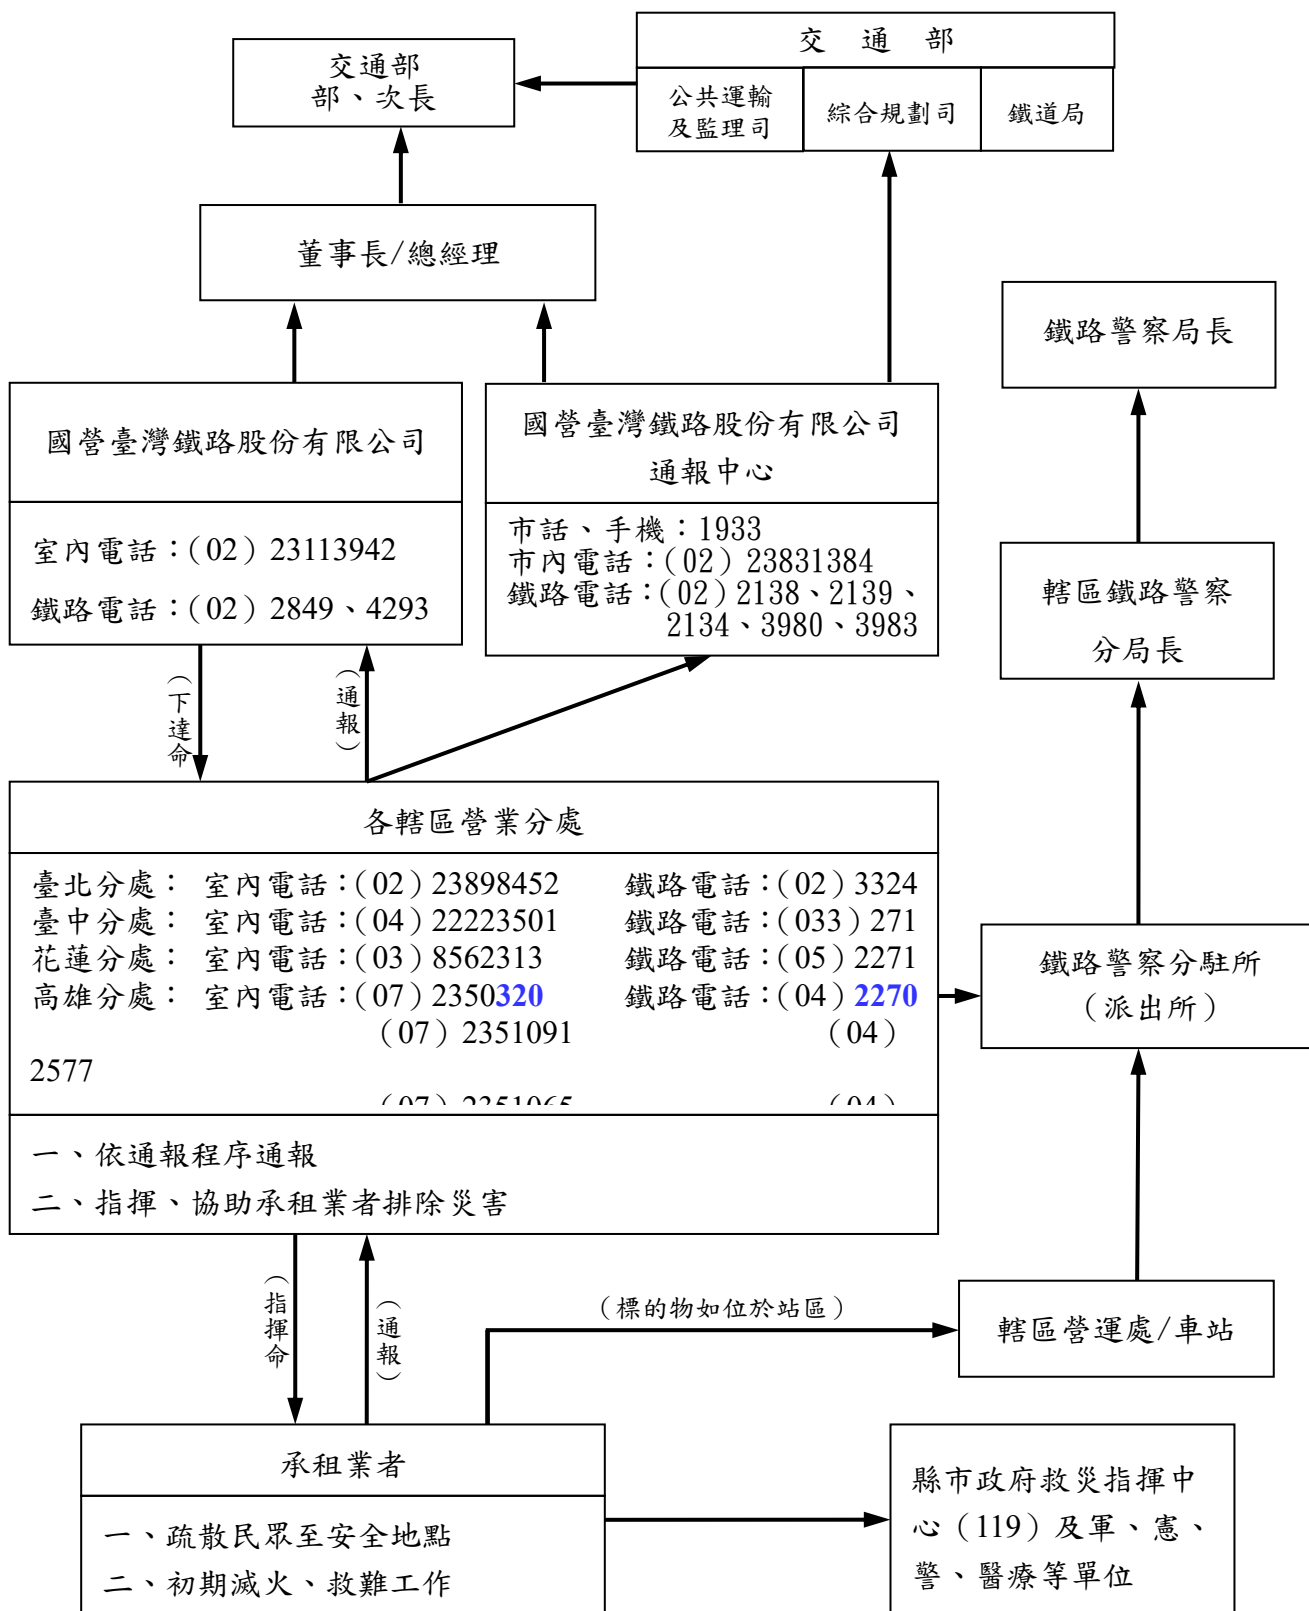 交通部
公共運輸
及監理司
綜合規劃司
鐵道局
交通部
部、次長
董事長/總經理
國營臺灣鐵路股份有限公司
室內電話：(02) 23113942
鐵路電話：(02) 2849、4293
國營臺灣鐵路股份有限公司
通報中心
市話、手機：1933
市內電話：(02) 23831384
鐵路電話：(02) 2138、2139、
2134、3980、3983
鐵路警察局長
轄區鐵路警察
分局長
（下達命
（通報）
各轄區營業分處
臺北分處： 室內電話：(02) 23898452 鐵路電話：(02) 3324
臺中分處： 室內電話：(04) 22223501 鐵路電話：(033) 271
花蓮分處： 室內電話：(03) 8562313 鐵路電話：(05) 2271
高雄分處： 室內電話：(07) 2350320 鐵路電話：(04) 2270
(07) 2351091 (04)
2577
(07) 2351065 (04)
一、依通報程序通報
二、指揮、協助承租業者排除災害
鐵路警察分駐所
（派出所）
（指揮命
（通報）
（標的物如位於站區）
轄區營運處/車站
承租業者
一、疏散民眾至安全地點
二、初期滅火、救難工作
縣市政府救災指揮中
心（119）及軍、憲、
警、醫療等單位